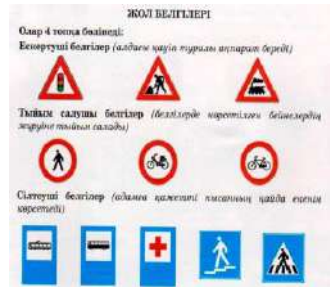 ЖОЛ БЕЛГІЛЕРІ
Олар 4 топқа бөлінеді:
Ескертуші белгілер (алдағы қауіп туралы ақпарат береді)
Тыйым салушы белгілер (белгілерде көрсетілген бейнелердің
жүруіне тыйым салады)
Сілтеуші белгілер (адамға қажетті нысанның қайда екенін
көрсетеді)